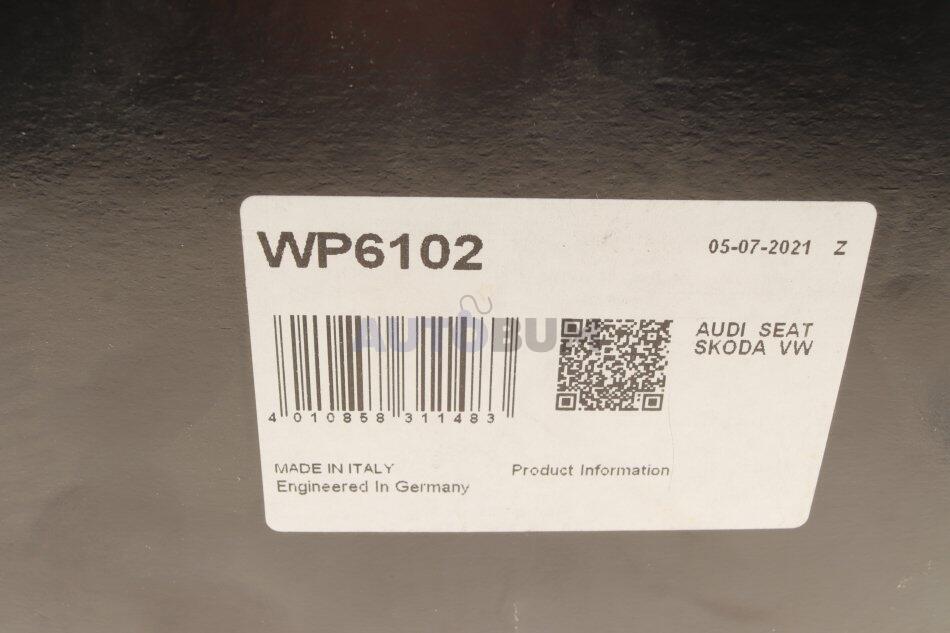 WP6102
05-07-2021 Z
AUTOBUM
AUDI SEAT
SKODA VW
4 010858 311483
MADE IN ITALY
Engineered In Germany
Product Information